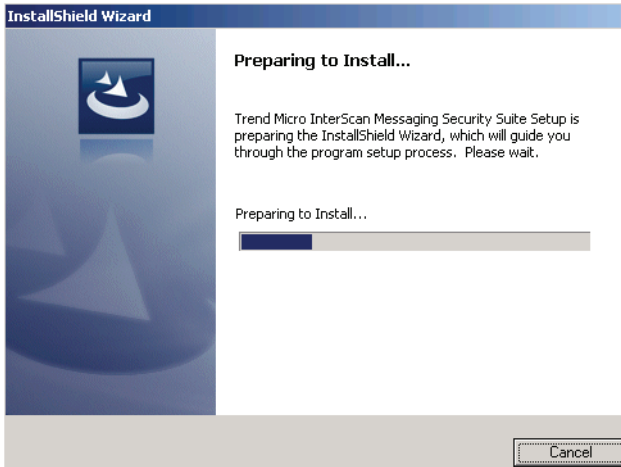 InstallShield Wizard
Preparing to Install...
Trend Micro InterScan Messaging Security Suite Setup is
preparing the InstallShield Wizard, which will guide you
through the program setup process. Please wait.
Preparing to Install...
Cancel